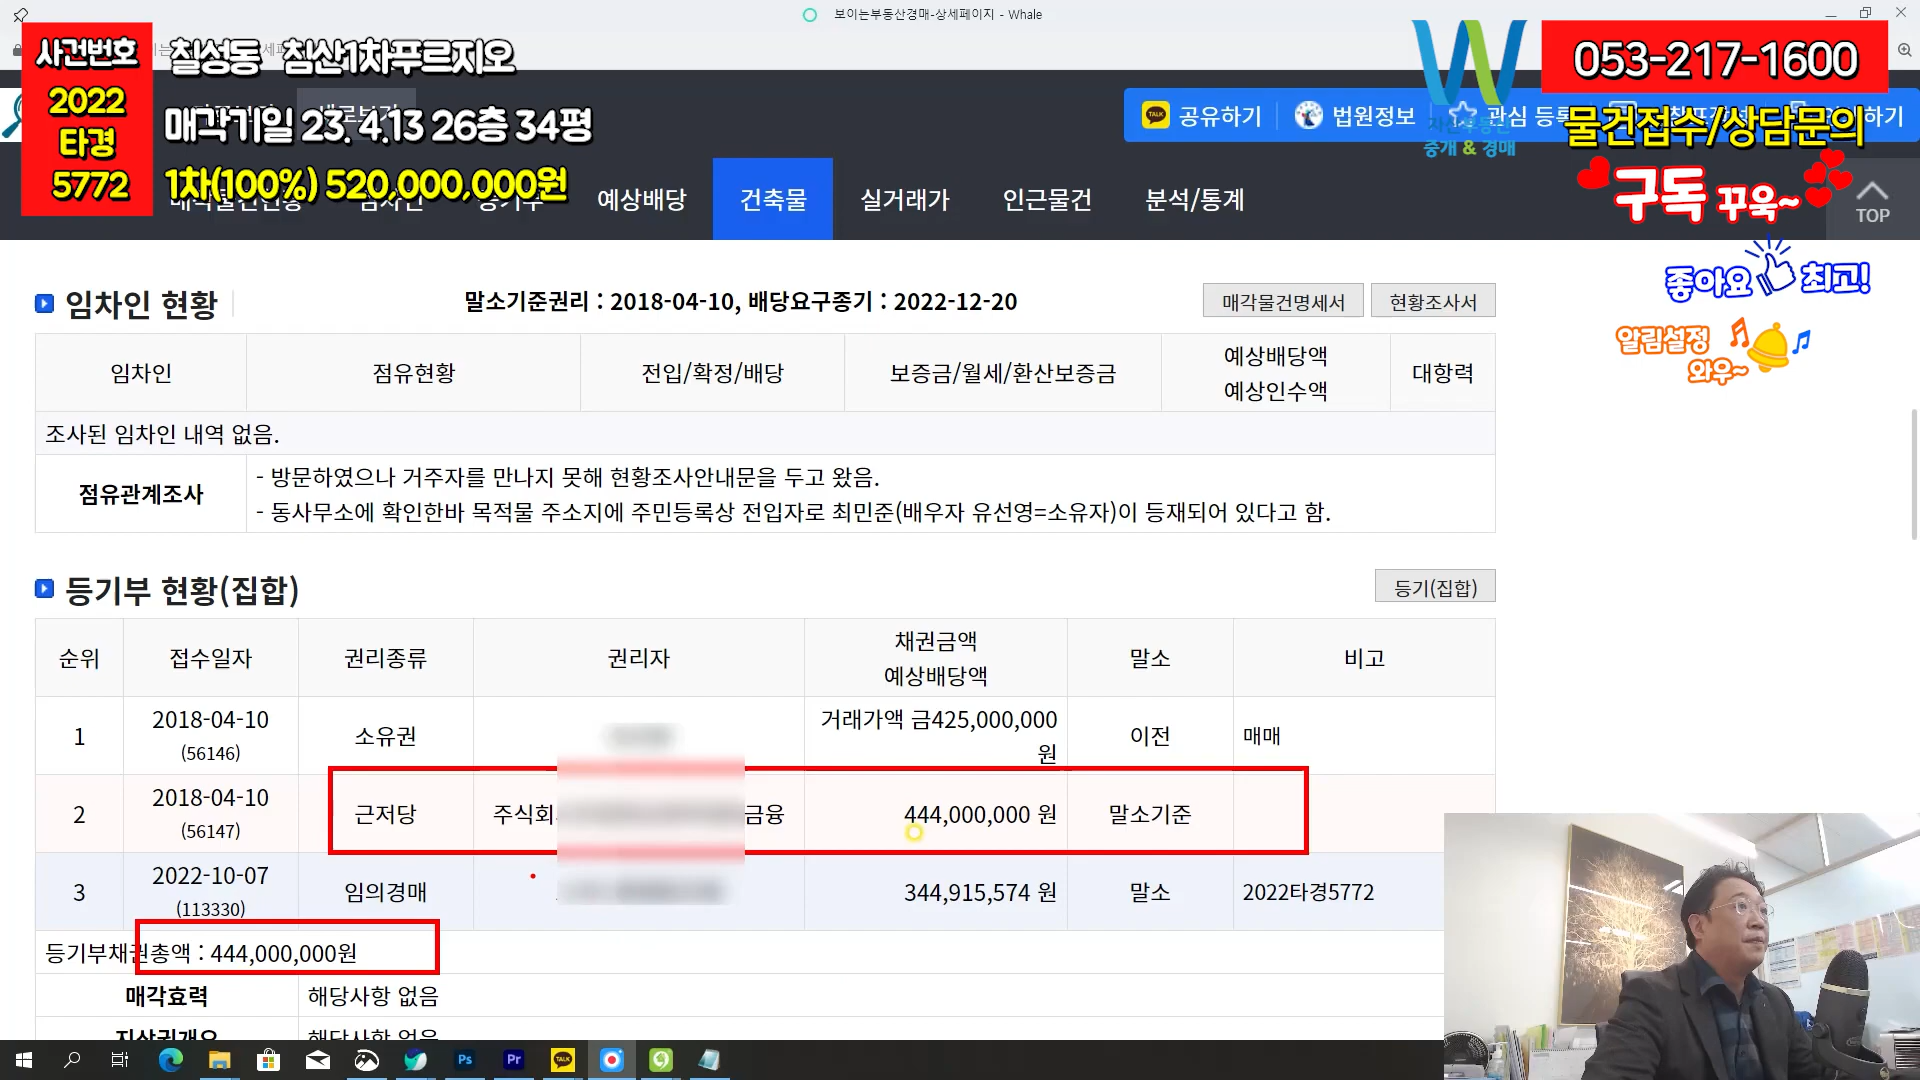 보이는부동산경매-상세페이지 - Whale
사건번호
2022
타경
5772
칠성동 침산1차푸르지오
매각기일 23. 4.13 26층 34평
1차(100%) 520,000,000원
053-217-1600
물건접수/상담문의
구독 꾸욱~
좋아요 최고!
알림설정
와우~
중개 & 경매
TALK 공유하기
법원정보
관심 등록
예상배당
건축물
실거래가
인근물건
분석/통계
TOP
임차인 현황
말소기준권리 : 2018-04-10, 배당요구종기 : 2022-12-20
매각물건명세서
현황조사서
임차인
점유현황
전입/확정/배당
보증금/월세/환산보증금
예상배당액
예상인수액
대항력
조사된 임차인 내역 없음.
점유관계조사
- 방문하였으나 거주자를 만나지 못해 현황조사안내문을 두고 왔음.
- 동사무소에 확인한바 목적물 주소지에 주민등록상 전입자로 최민준(배우자 유선영=소유자)이 등재되어 있다고 함.
등기부 현황(집합)
등기(집합)
순위
접수일자
권리종류
권리자
채권금액
예상배당액
말소
비고
1
2018-04-10
(56146)
소유권
거래가액 금425,000,000
원
이전
매매
2
2018-04-10
(56147)
근저당
주식회
금융
444,000,000 원
말소기준
3
2022-10-07
(113330)
임의경매
344,915,574 원
말소
2022타경5772
등기부채권총액 : 444,000,000원
매각효력
해당사항 없음
지상권개요
해당사항 없음
Ps
Pr
TALK